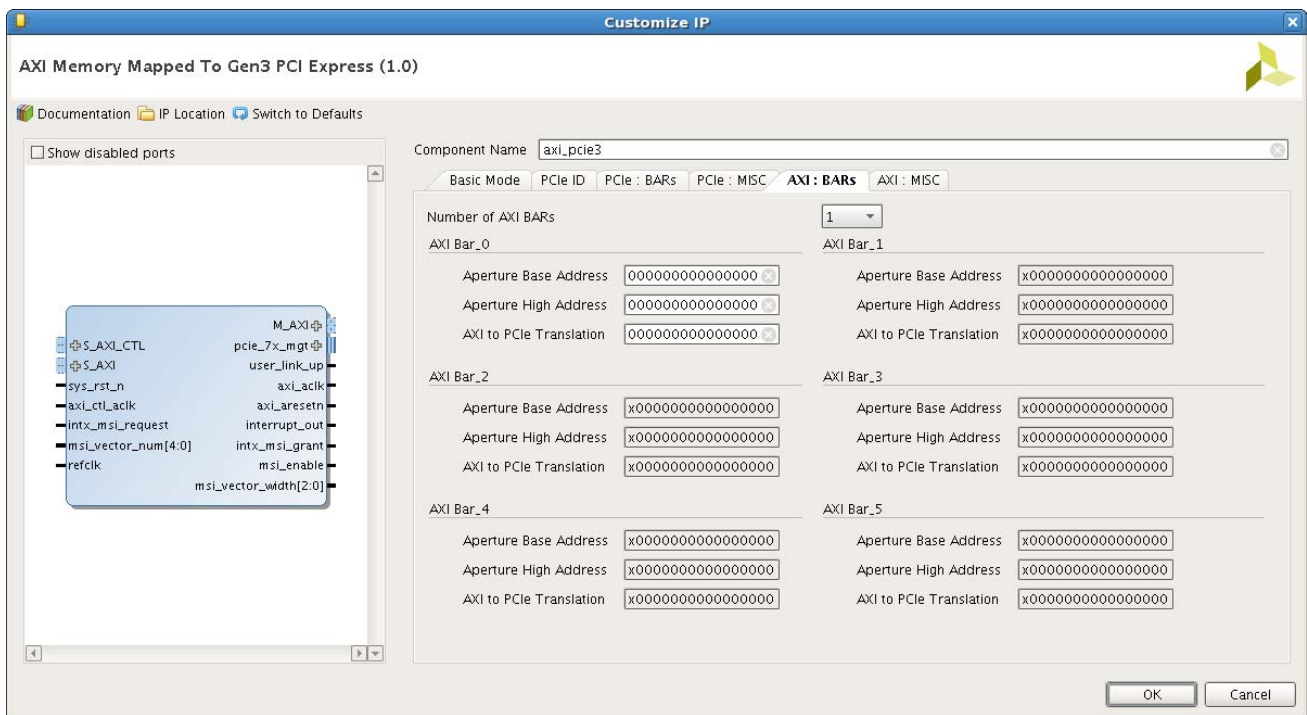 Customize IP
AXI Memory Mapped To Gen3 PCI Express (1.0)
Documentation IP Location Switch to Defaults
Show disabled ports
M_AXI
S_AXI_CTL pcie_7x_mgt
S_AXI user_link_up
sys_rst_n axi_aclk
axi_ctl_aclk axi_aresetn
intx_msi_request interrupt_out
msi_vector_num[4:0] intx_msi_grant
refclk msi_enable
msi_vector_width[2:0]
Component Name axi_pcie3
Basic Mode PCIe ID PCIe : BARs PCIe : MISC AXI : BARs AXI : MISC
Number of AXI BARs 1
AXI Bar_0 AXI Bar_1
Aperture Base Address 000000000000000 Aperture Base Address x0000000000000000
Aperture High Address 000000000000000 Aperture High Address x0000000000000000
AXI to PCIe Translation 000000000000000 AXI to PCIe Translation x0000000000000000
AXI Bar_2 AXI Bar_3
Aperture Base Address x0000000000000000 Aperture Base Address x0000000000000000
Aperture High Address x0000000000000000 Aperture High Address x0000000000000000
AXI to PCIe Translation x0000000000000000 AXI to PCIe Translation x0000000000000000
AXI Bar_4 AXI Bar_5
Aperture Base Address x0000000000000000 Aperture Base Address x0000000000000000
Aperture High Address x0000000000000000 Aperture High Address x0000000000000000
AXI to PCIe Translation x0000000000000000 AXI to PCIe Translation x0000000000000000
OK Cancel